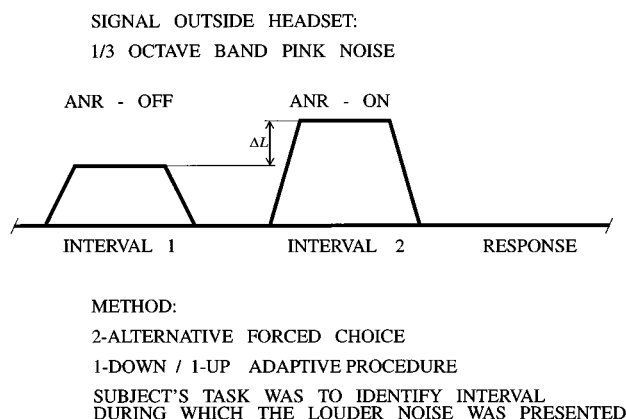 SIGNAL OUTSIDE HEADSET:
1/3 OCTAVE BAND PINK NOISE
ANR - OFF
ANR - ON
ΔL
INTERVAL 1
INTERVAL 2
RESPONSE
METHOD:
2-ALTERNATIVE FORCED CHOICE
1-DOWN / 1-UP ADAPTIVE PROCEDURE
SUBJECT'S TASK WAS TO IDENTIFY INTERVAL
DURING WHICH THE LOUDER NOISE WAS PRESENTED